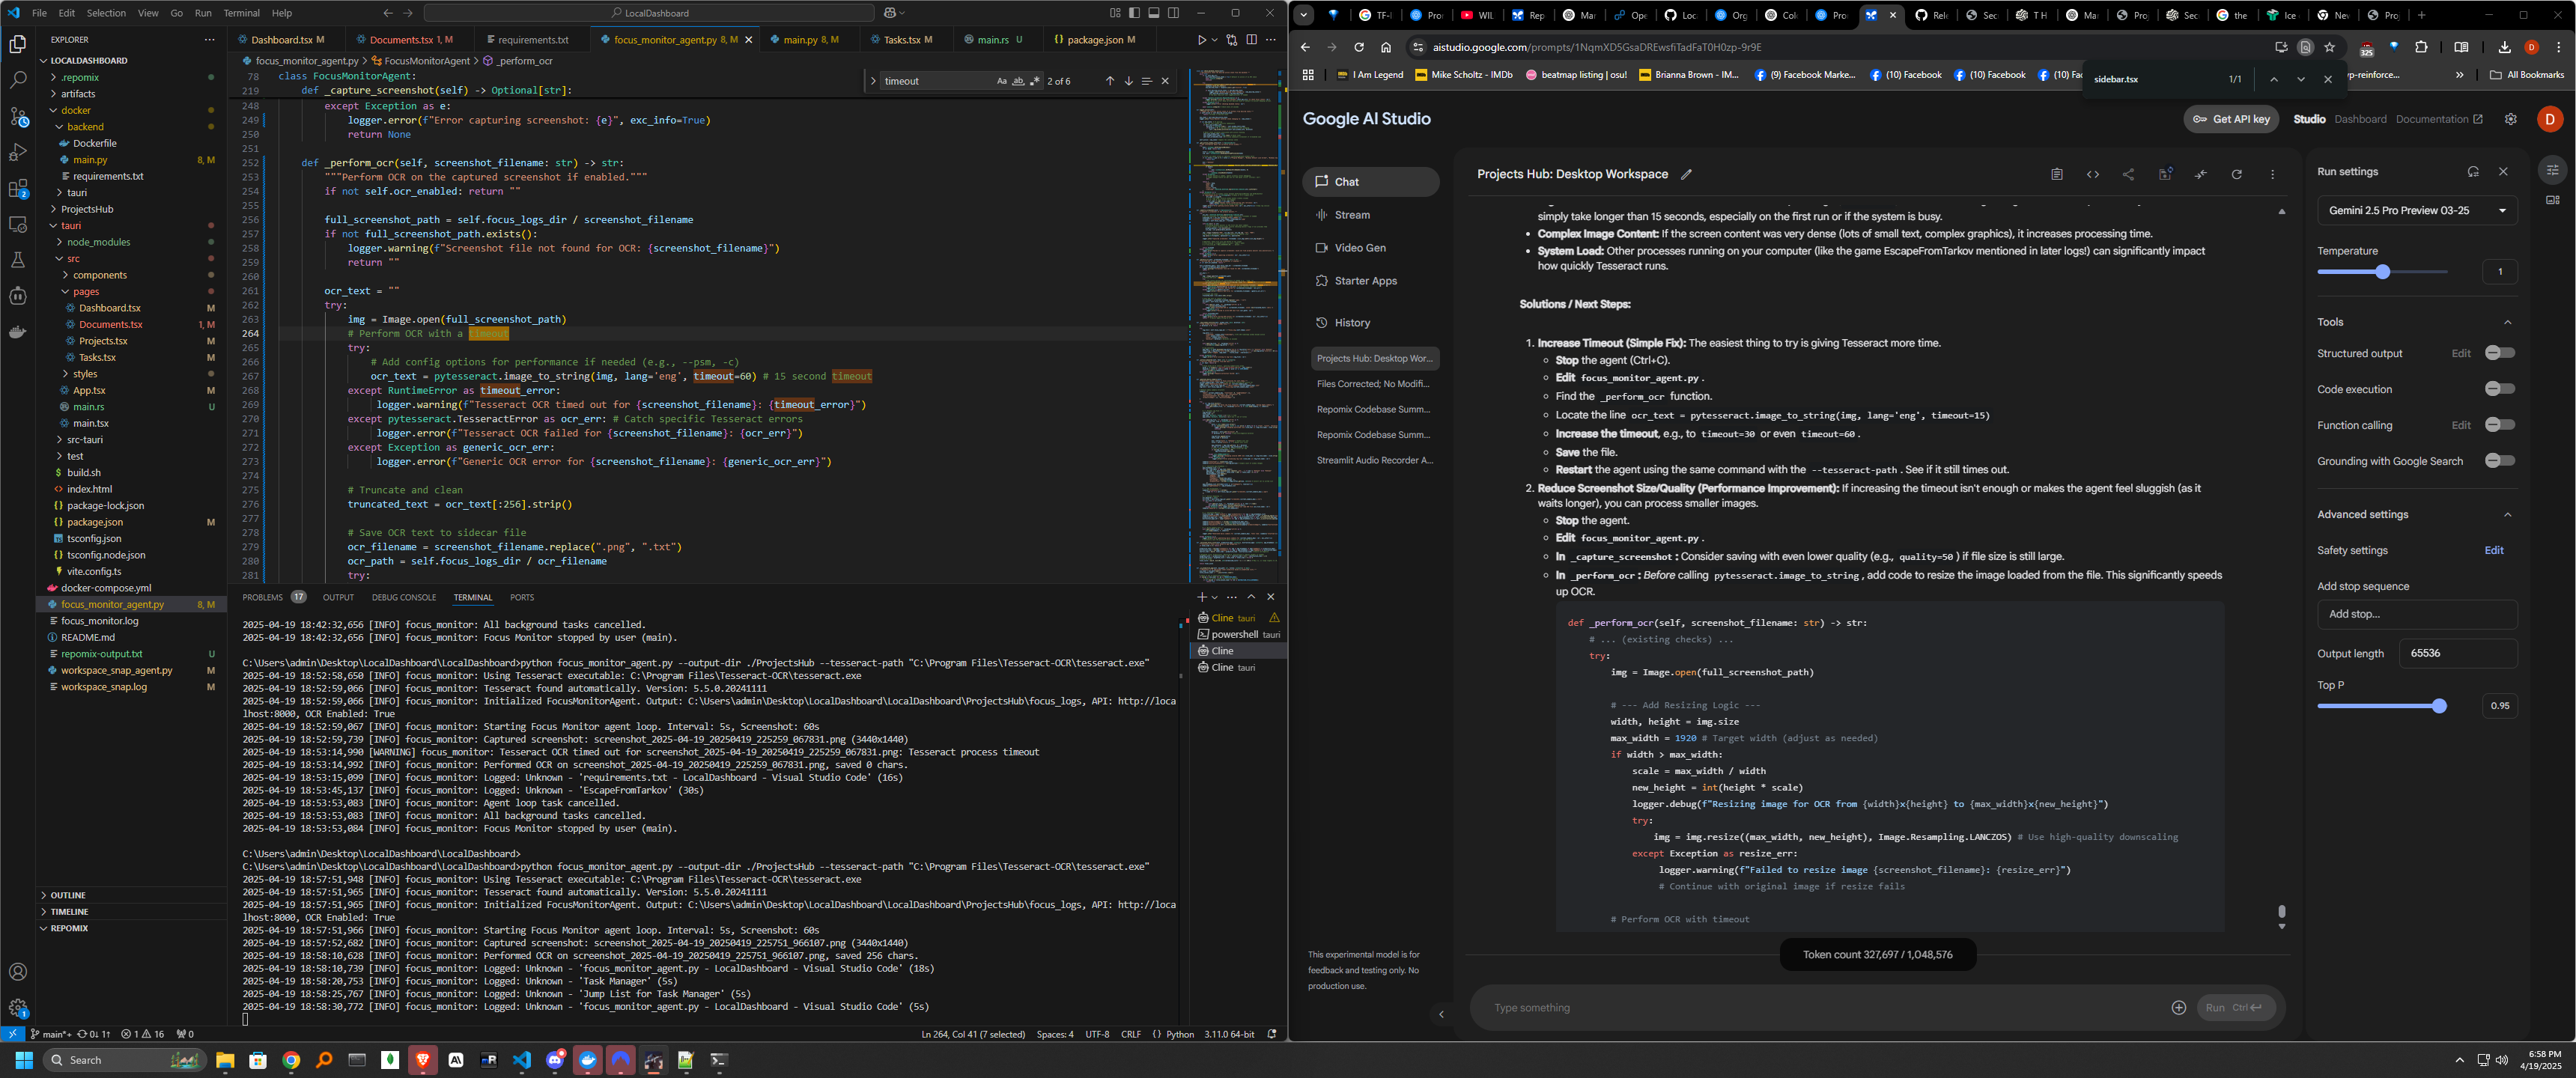 File Edit Selection View Go Run Terminal Help
LocalDashboard
EXPLORER
LOCALDASHBOARD
.repomix
artifacts
docker
backend
Dockerfile
main.py 8, M
requirements.txt
tauri
ProjectsHub
tauri
node_modules
src
components
pages
Dashboard.tsx M
Documents.tsx 1, M
Projects.tsx M
Tasks.tsx M
styles
App.tsx M
main.rs U
main.tsx
src-tauri
test
build.sh
index.html
package-lock.json
package.json M
tsconfig.json
tsconfig.node.json
vite.config.ts
docker-compose.yml
focus_monitor_agent.py 8, M
focus_monitor.log
README.md
repomix-output.txt U
workspace_snap_agent.py M
workspace_snap.log M
OUTLINE
TIMELINE
REPOMIX
Dashboard.tsx M Documents.tsx 1, M requirements.txt focus_monitor_agent.py 8, M main.py 8, M Tasks.tsx M main.rs U package.json M
focus_monitor_agent.py > FocusMonitorAgent > _perform_ocr
timeout Aa ab 2 of 6
78 class FocusMonitorAgent:
219 def _capture_screenshot(self) -> Optional[str]:
248 except Exception as e:
249 logger.error(f"Error capturing screenshot: {e}", exc_info=True)
250 return None
251
252 def _perform_ocr(self, screenshot_filename: str) -> str:
253 """Perform OCR on the captured screenshot if enabled."""
254 if not self.ocr_enabled: return ""
255
256 full_screenshot_path = self.focus_logs_dir / screenshot_filename
257 if not full_screenshot_path.exists():
258 logger.warning(f"Screenshot file not found for OCR: {screenshot_filename}")
259 return ""
260
261 ocr_text = ""
262 try:
263 img = Image.open(full_screenshot_path)
264 # Perform OCR with a timeout
265 try:
266 # Add config options for performance if needed (e.g., --psm, -c)
267 ocr_text = pytesseract.image_to_string(img, lang='eng', timeout=60) # 15 second timeout
268 except RuntimeError as timeout_error:
269 logger.warning(f"Tesseract OCR timed out for {screenshot_filename}: {timeout_error}")
270 except pytesseract.TesseractError as ocr_err: # Catch specific Tesseract errors
271 logger.error(f"Tesseract OCR failed for {screenshot_filename}: {ocr_err}")
272 except Exception as generic_ocr_err:
273 logger.error(f"Generic OCR error for {screenshot_filename}: {generic_ocr_err}")
274
275 # Truncate and clean
276 truncated_text = ocr_text[:256].strip()
277
278 # Save OCR text to sidecar file
279 ocr_filename = screenshot_filename.replace(".png", ".txt")
280 ocr_path = self.focus_logs_dir / ocr_filename
281 try:
PROBLEMS 17 OUTPUT DEBUG CONSOLE TERMINAL PORTS
Cline tauri
powershell tauri
Cline
Cline tauri
2025-04-19 18:42:32,656 [INFO] focus_monitor: All background tasks cancelled.
2025-04-19 18:42:32,656 [INFO] focus_monitor: Focus Monitor stopped by user (main).
C:\Users\admin\Desktop\LocalDashboard\LocalDashboard>python focus_monitor_agent.py --output-dir ./ProjectsHub --tesseract-path "C:\Program Files\Tesseract-OCR\tesseract.exe"
2025-04-19 18:52:58,650 [INFO] focus_monitor: Using Tesseract executable: C:\Program Files\Tesseract-OCR\tesseract.exe
2025-04-19 18:52:59,066 [INFO] focus_monitor: Tesseract found automatically. Version: 5.5.0.20241111
2025-04-19 18:52:59,066 [INFO] focus_monitor: Initialized FocusMonitorAgent. Output: C:\Users\admin\Desktop\LocalDashboard\LocalDashboard\ProjectsHub\focus_logs, API: http://loca
lhost:8000, OCR Enabled: True
2025-04-19 18:52:59,067 [INFO] focus_monitor: Starting Focus Monitor agent loop. Interval: 5s, Screenshot: 60s
2025-04-19 18:52:59,739 [INFO] focus_monitor: Captured screenshot: screenshot_2025-04-19_20250419_225259_067831.png (3440x1440)
2025-04-19 18:53:14,990 [WARNING] focus_monitor: Tesseract OCR timed out for screenshot_2025-04-19_20250419_225259_067831.png: Tesseract process timeout
2025-04-19 18:53:14,992 [INFO] focus_monitor: Performed OCR on screenshot_2025-04-19_20250419_225259_067831.png, saved 0 chars.
2025-04-19 18:53:15,099 [INFO] focus_monitor: Logged: Unknown - 'requirements.txt - LocalDashboard - Visual Studio Code' (16s)
2025-04-19 18:53:45,137 [INFO] focus_monitor: Logged: Unknown - 'EscapeFromTarkov' (30s)
2025-04-19 18:53:53,083 [INFO] focus_monitor: Agent loop task cancelled.
2025-04-19 18:53:53,083 [INFO] focus_monitor: All background tasks cancelled.
2025-04-19 18:53:53,084 [INFO] focus_monitor: Focus Monitor stopped by user (main).
C:\Users\admin\Desktop\LocalDashboard\LocalDashboard>
C:\Users\admin\Desktop\LocalDashboard\LocalDashboard>python focus_monitor_agent.py --output-dir ./ProjectsHub --tesseract-path "C:\Program Files\Tesseract-OCR\tesseract.exe"
2025-04-19 18:57:51,948 [INFO] focus_monitor: Using Tesseract executable: C:\Program Files\Tesseract-OCR\tesseract.exe
2025-04-19 18:57:51,965 [INFO] focus_monitor: Tesseract found automatically. Version: 5.5.0.20241111
2025-04-19 18:57:51,965 [INFO] focus_monitor: Initialized FocusMonitorAgent. Output: C:\Users\admin\Desktop\LocalDashboard\LocalDashboard\ProjectsHub\focus_logs, API: http://loca
lhost:8000, OCR Enabled: True
2025-04-19 18:57:51,966 [INFO] focus_monitor: Starting Focus Monitor agent loop. Interval: 5s, Screenshot: 60s
2025-04-19 18:57:52,682 [INFO] focus_monitor: Captured screenshot: screenshot_2025-04-19_20250419_225751_966107.png (3440x1440)
2025-04-19 18:58:10,628 [INFO] focus_monitor: Performed OCR on screenshot_2025-04-19_20250419_225751_966107.png, saved 256 chars.
2025-04-19 18:58:10,739 [INFO] focus_monitor: Logged: Unknown - 'focus_monitor_agent.py - LocalDashboard - Visual Studio Code' (18s)
2025-04-19 18:58:20,753 [INFO] focus_monitor: Logged: Unknown - 'Task Manager' (5s)
2025-04-19 18:58:25,767 [INFO] focus_monitor: Logged: Unknown - 'Jump List for Task Manager' (5s)
2025-04-19 18:58:30,772 [INFO] focus_monitor: Logged: Unknown - 'focus_monitor_agent.py - LocalDashboard - Visual Studio Code' (5s)
main*+ 0↓ 1↑ 1 16 0 Ln 264, Col 41 (7 selected) Spaces: 4 UTF-8 CRLF Python 3.11.0 64-bit
TF-I Pro WIL Rep Mar Ope Loc Org Col Pro Rel Sec T H Ma Proj Sec the Ice Nev Proj
aistudio.google.com/prompts/1NqmXD5GsaDREwsfiTadFaT0H0zp-9r9E
325
I Am Legend Mike Scholtz - IMDb beatmap listing | osu! Brianna Brown - IM... (9) Facebook Marke... (10) Facebook (10) Facebook (10) Fac yp-reinforce... All Bookmarks
sidebar.tsx 1/1
Google AI Studio
Get API key Studio Dashboard Documentation D
Chat
Stream
Video Gen
Starter Apps
History
Projects Hub: Desktop Wor...
Files Corrected; No Modifi...
Repomix Codebase Summ...
Repomix Codebase Summ...
Streamlit Audio Recorder A...
This experimental model is for
feedback and testing only. No
production use.
Projects Hub: Desktop Workspace
simply take longer than 15 seconds, especially on the first run or if the system is busy.
Complex Image Content: If the screen content was very dense (lots of small text, complex graphics), it increases processing time.
System Load: Other processes running on your computer (like the game EscapeFromTarkov mentioned in later logs!) can significantly impact
how quickly Tesseract runs.
Solutions / Next Steps:
1. Increase Timeout (Simple Fix): The easiest thing to try is giving Tesseract more time.
Stop the agent (Ctrl+C).
Edit focus_monitor_agent.py.
Find the _perform_ocr function.
Locate the line ocr_text = pytesseract.image_to_string(img, lang='eng', timeout=15)
Increase the timeout, e.g., to timeout=30 or even timeout=60.
Save the file.
Restart the agent using the same command with the --tesseract-path. See if it still times out.
2. Reduce Screenshot Size/Quality (Performance Improvement): If increasing the timeout isn't enough or makes the agent feel sluggish (as it
waits longer), you can process smaller images.
Stop the agent.
Edit focus_monitor_agent.py.
In _capture_screenshot: Consider saving with even lower quality (e.g., quality=50) if file size is still large.
In _perform_ocr: Before calling pytesseract.image_to_string, add code to resize the image loaded from the file. This significantly speeds
up OCR.
def _perform_ocr(self, screenshot_filename: str) -> str:
# ... (existing checks) ...
try:
img = Image.open(full_screenshot_path)
# --- Add Resizing Logic ---
width, height = img.size
max_width = 1920 # Target width (adjust as needed)
if width > max_width:
scale = max_width / width
new_height = int(height * scale)
logger.debug(f"Resizing image for OCR from {width}x{height} to {max_width}x{new_height}")
try:
img = img.resize((max_width, new_height), Image.Resampling.LANCZOS) # Use high-quality downscaling
except Exception as resize_err:
logger.warning(f"Failed to resize image {screenshot_filename}: {resize_err}")
# Continue with original image if resize fails
# Perform OCR with timeout
Token count 327,697 / 1,048,576
Type something
Run Ctrl
Run settings
Gemini 2.5 Pro Preview 03-25
Temperature
1
Tools
Structured output Edit
Code execution
Function calling Edit
Grounding with Google Search
Advanced settings
Safety settings Edit
Add stop sequence
Add stop...
Output length 65536
Top P
0.95
Search
6:58 PM
4/19/2025